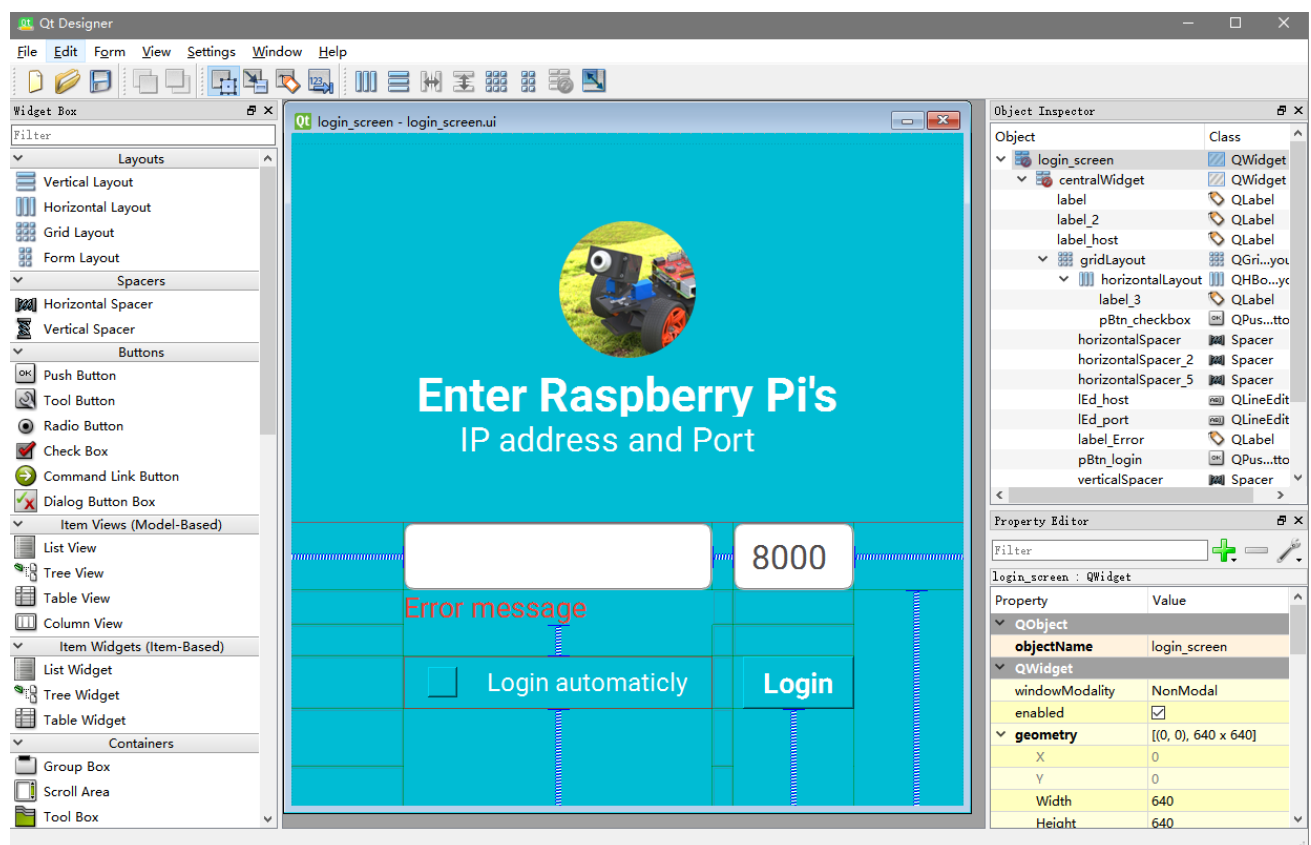 Qt Designer
File Edit Form View Settings Window Help
Widget Box
Filter
Layouts
Vertical Layout
Horizontal Layout
Grid Layout
Form Layout
Spacers
Horizontal Spacer
Vertical Spacer
Buttons
OK Push Button
Tool Button
Radio Button
Check Box
Command Link Button
Dialog Button Box
Item Views (Model-Based)
List View
Tree View
Table View
Column View
Item Widgets (Item-Based)
List Widget
Tree Widget
Table Widget
Containers
Group Box
Scroll Area
Tool Box
Qt login_screen - login_screen.ui
Enter Raspberry Pi's
IP address and Port
8000
Error message
Login automaticly
Login
Object Inspector
Object Class
login_screen QWidget
centralWidget QWidget
label QLabel
label_2 QLabel
label_host QLabel
gridLayout QGri...you
horizontalLayout QHBo...yo
label_3 QLabel
pBtn_checkbox QPus...tto
horizontalSpacer Spacer
horizontalSpacer_2 Spacer
horizontalSpacer_5 Spacer
lEd_host QLineEdit
lEd_port QLineEdit
label_Error QLabel
pBtn_login QPus...tto
verticalSpacer Spacer
Property Editor
Filter
login_screen : QWidget
Property Value
QObject
objectName login_screen
QWidget
windowModality NonModal
enabled
geometry [(0, 0), 640 x 640]
X 0
Y 0
Width 640
Height 640